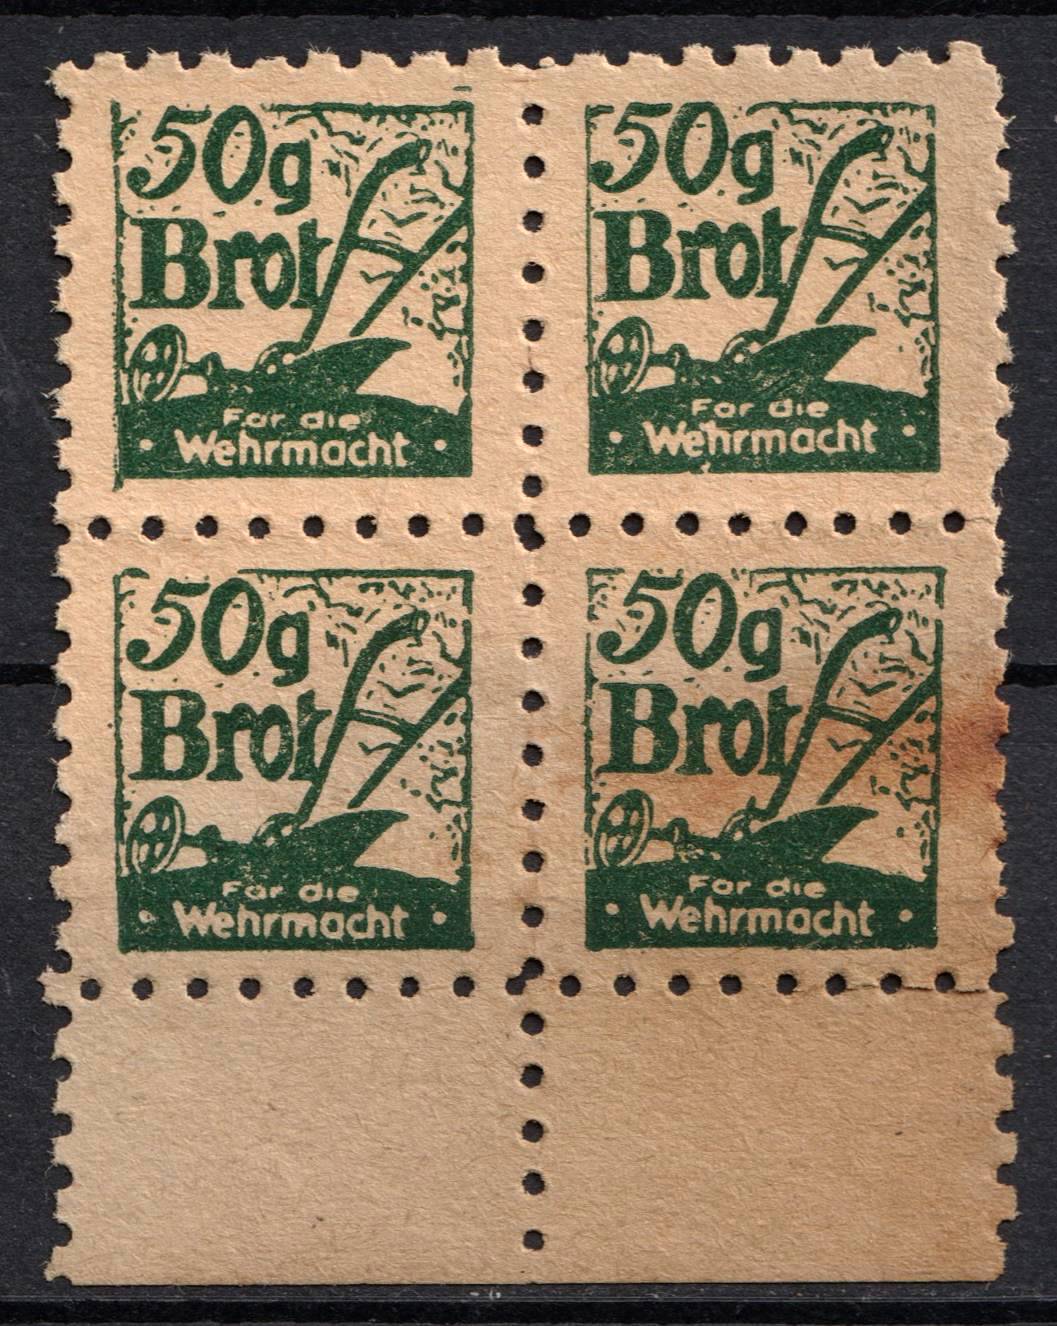 50g
Brot
Für die
· Wehrmacht ·
50g
Brot
Für die
· Wehrmacht ·
50g
Brot
Für die
· Wehrmacht ·
50g
Brot
Für die
· Wehrmacht ·